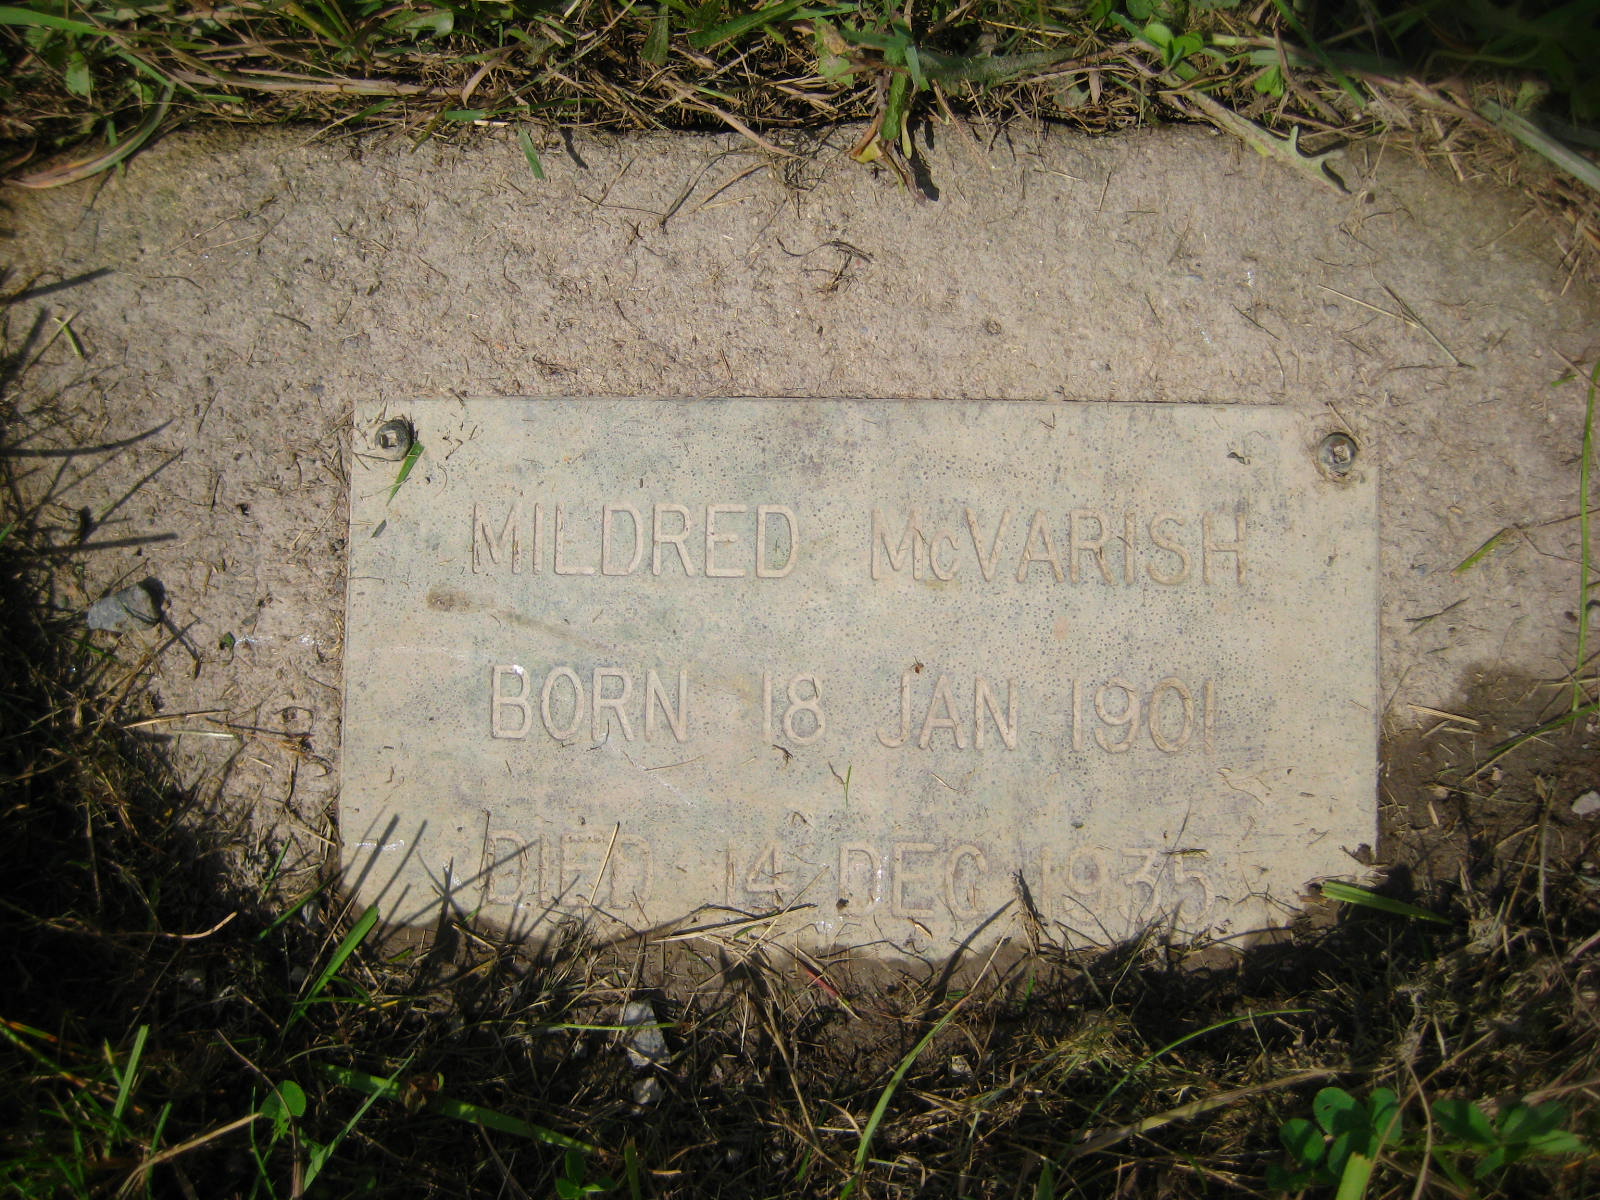 MILDRED McVARISH
BORN 18 JAN 1901
DIED 14 DEC 1935